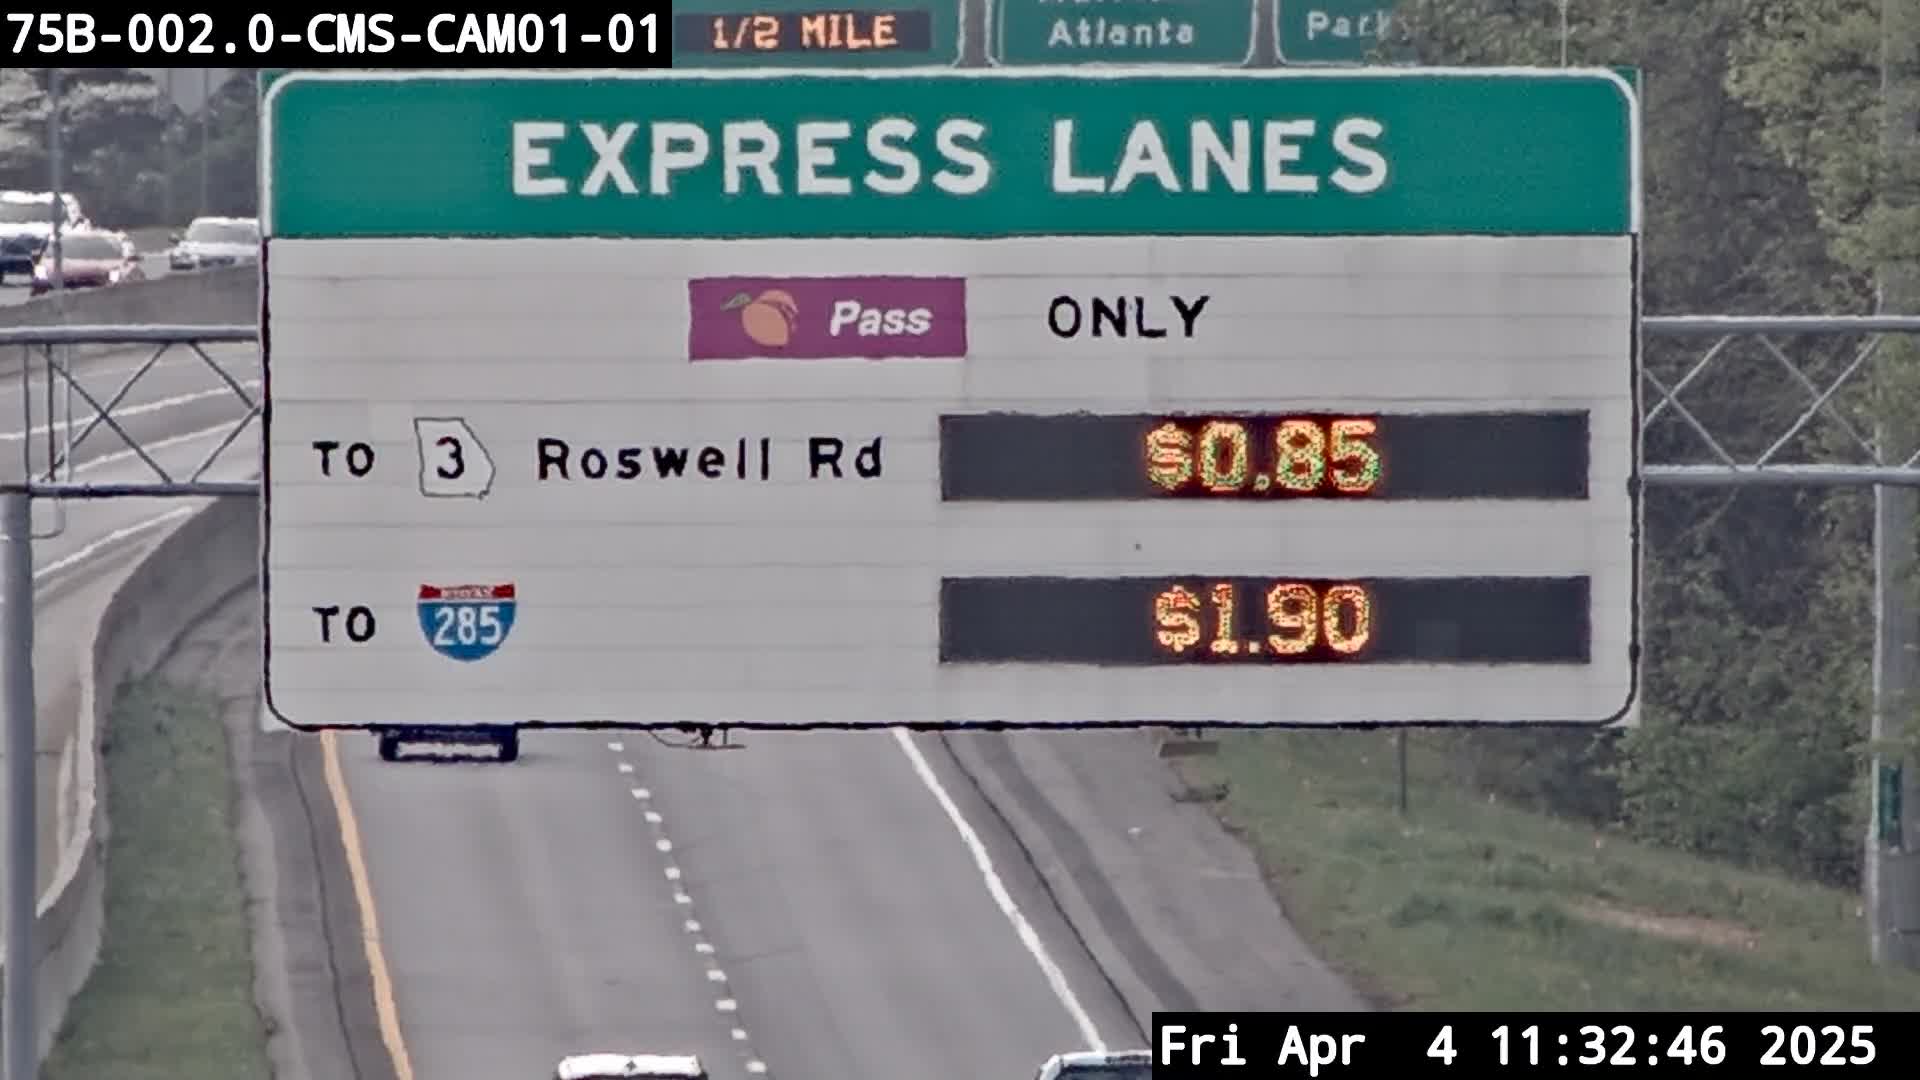 75B-002.0-CMS-CAM01-01
1/2 MILE
Atlanta
EXPRESS LANES
Pass ONLY
TO 3 Roswell Rd $0.85
TO 285 $1.90
Fri Apr 4 11:32:46 2025